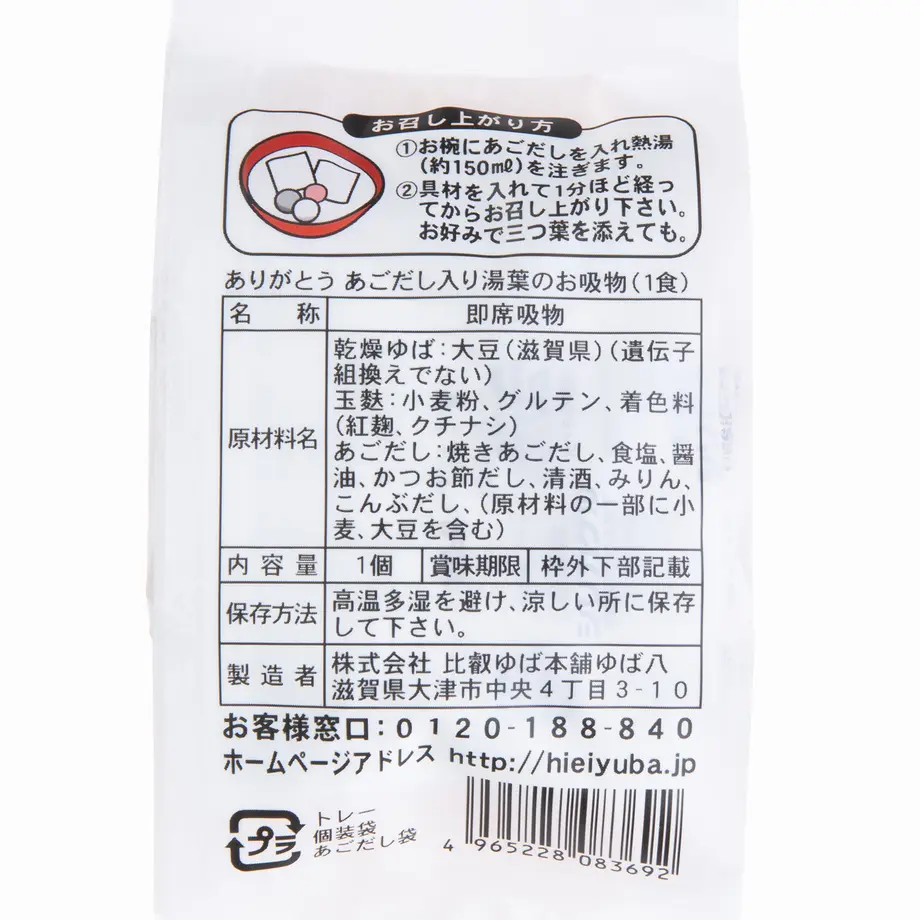 お召し上がり方
①お椀にあごだしを入れ熱湯
(約150㎖)を注ぎます。
②具材を入れて1分ほど経っ
てからお召し上がり下さい。
お好みで三つ葉を添えても。
ありがとう あごだし入り湯葉のお吸物(1食)
名称 即席吸物
原材料名
乾燥ゆば:大豆(滋賀県)(遺伝子
組換えでない)
玉麩:小麦粉、グルテン、着色料
(紅麹、クチナシ)
あごだし:焼きあごだし、食塩、醤
油、かつお節だし、清酒、みりん、
こんぶだし、(原材料の一部に小
麦、大豆を含む)
内容量 1個 賞味期限 枠外下部記載
保存方法
高温多湿を避け、涼しい所に保存
して下さい。
製造者
株式会社 比叡ゆば本舗ゆば八
滋賀県大津市中央4丁目3-10
お客様窓口:0120-188-840
ホームページアドレス http://hieiyuba.jp
プラ
トレー
個装袋
あごだし袋
4 965228 083692